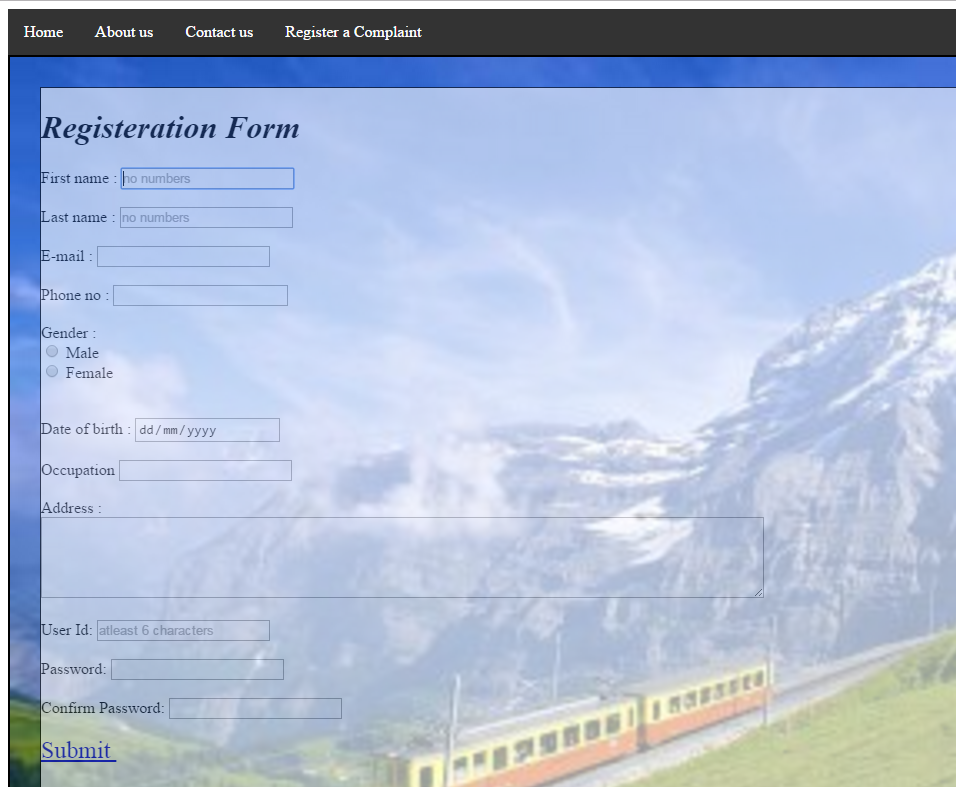 Home About us Contact us Register a Complaint
Registeration Form
First name : no numbers
Last name : no numbers
E-mail :
Phone no :
Gender :
Male
Female
Date of birth : dd/mm/yyyy
Occupation
Address :
User Id: atleast 6 characters
Password:
Confirm Password:
Submit